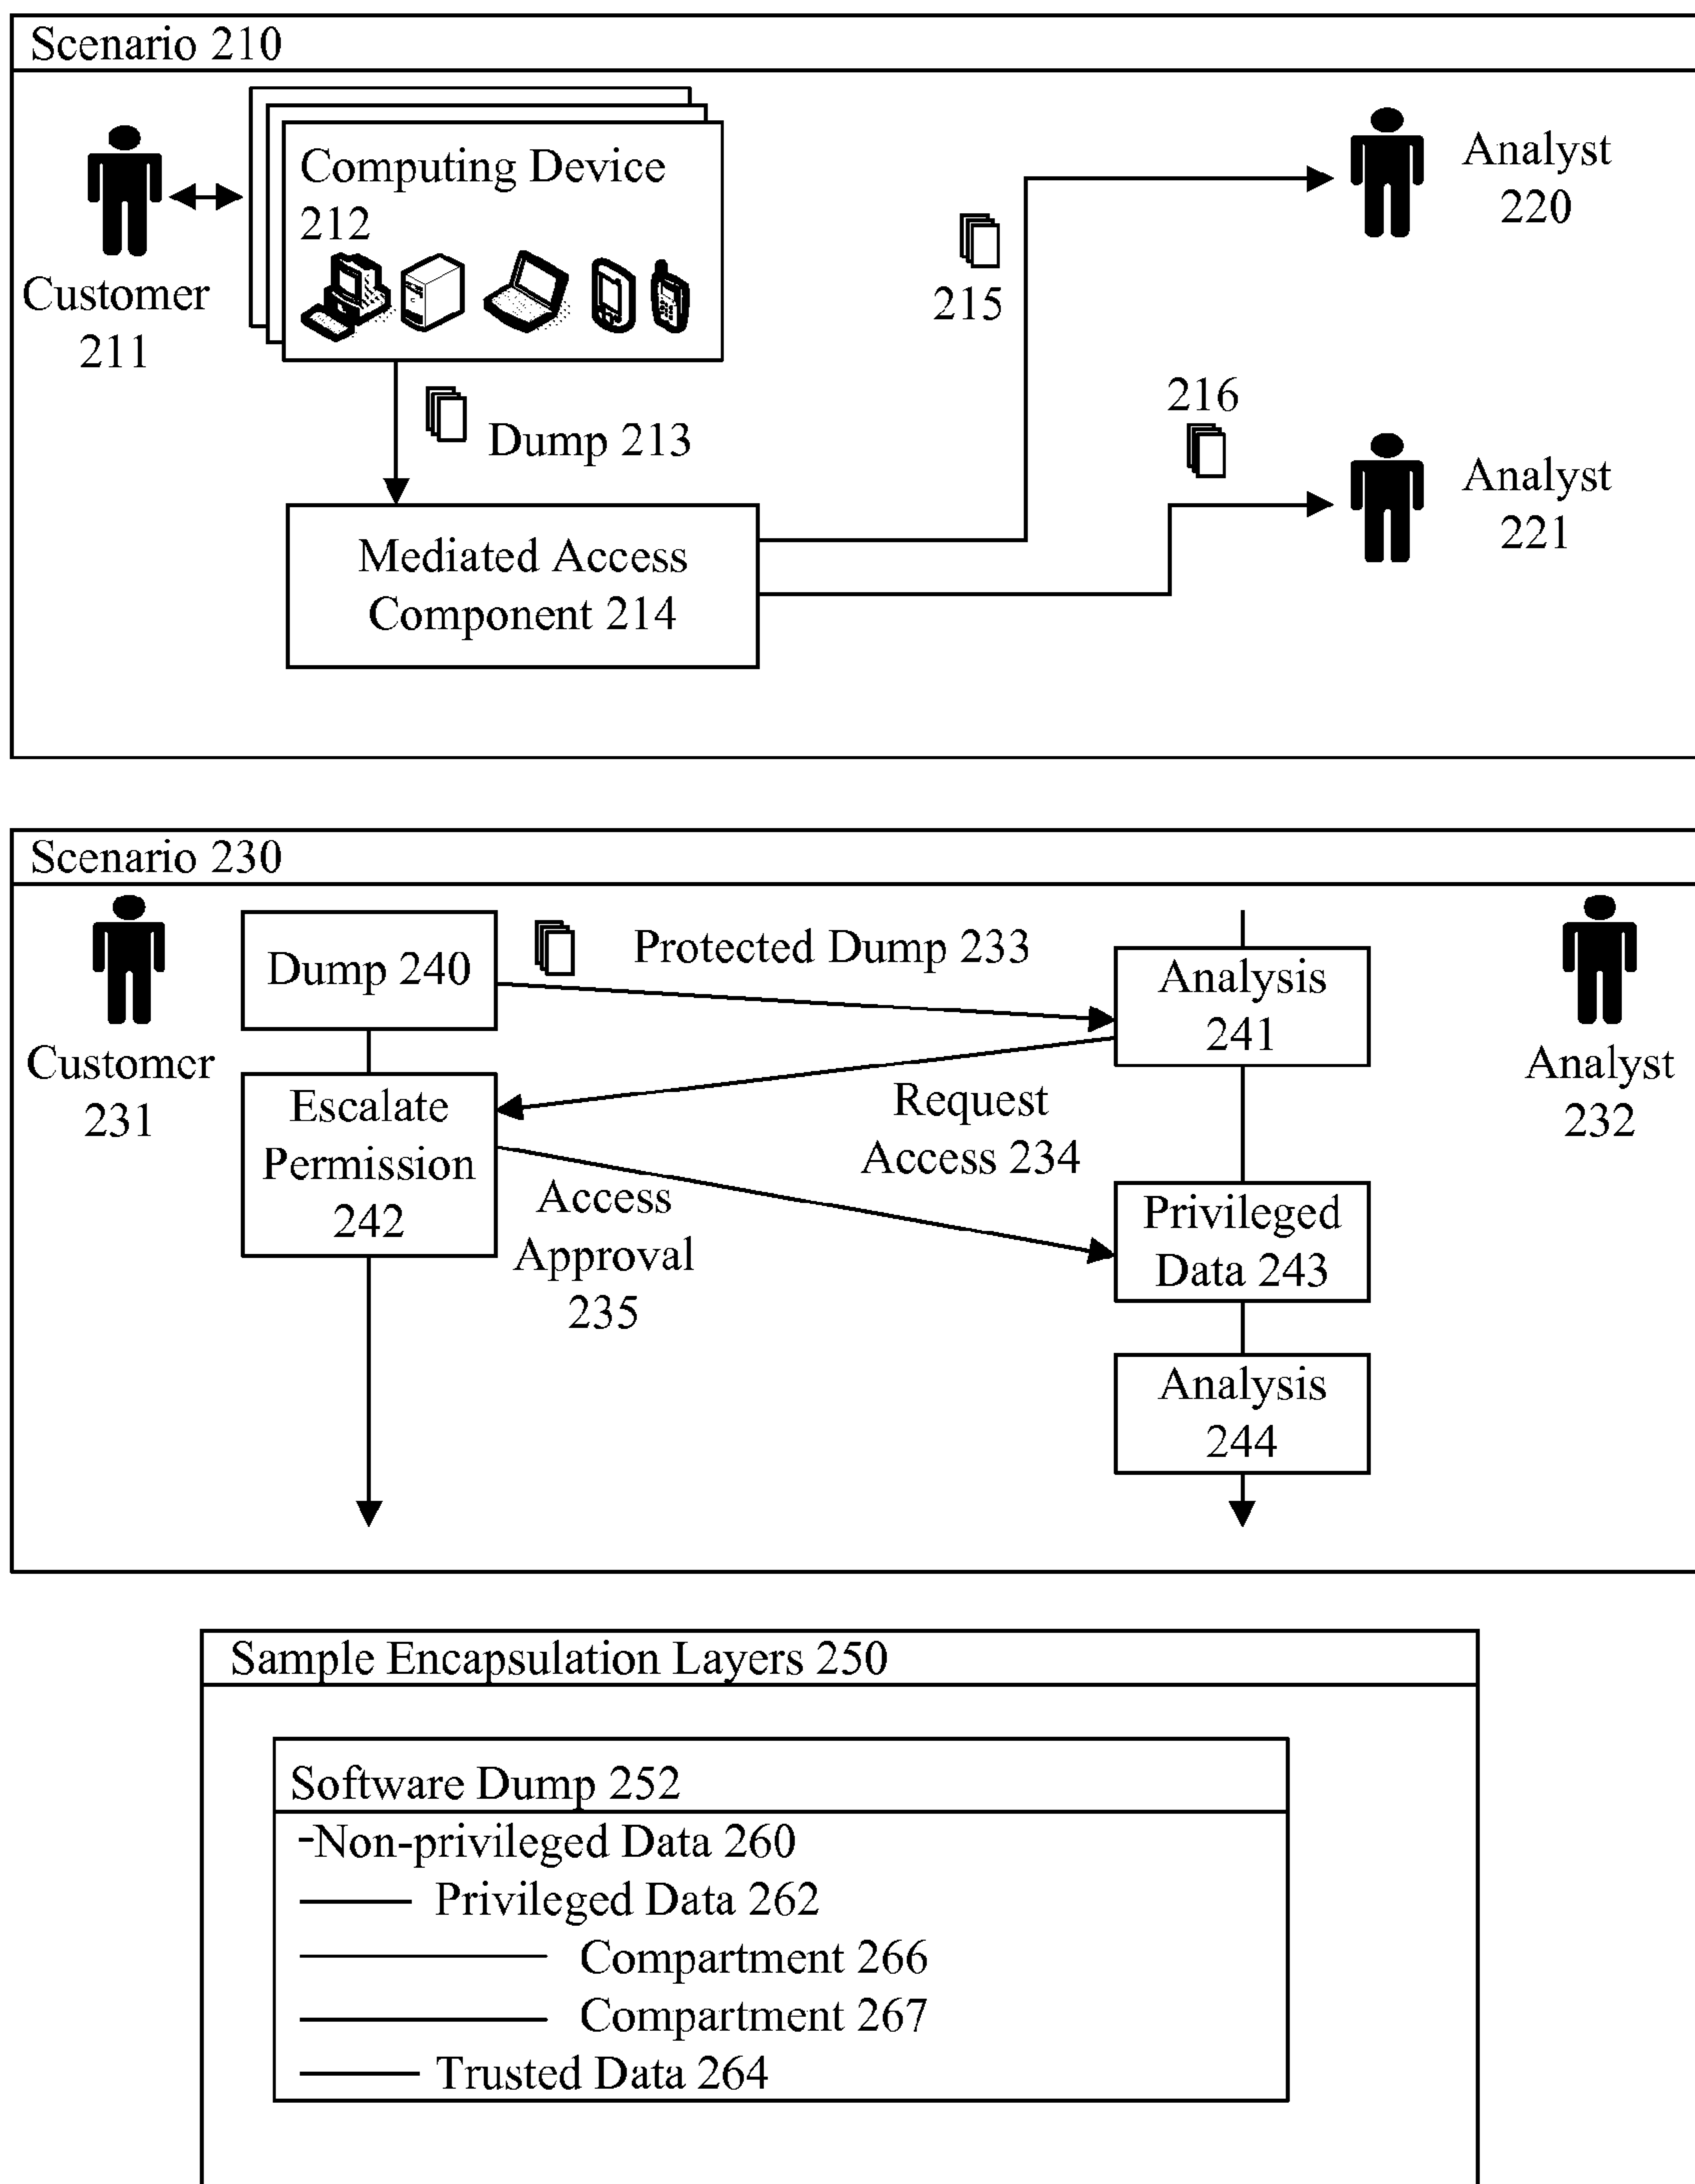 Scenario 210
Customer
211
Computing Device
212
Dump 213
Mediated Access
Component 214
215
216
Analyst
220
Analyst
221
Scenario 230
Customer
231
Dump 240
Protected Dump 233
Analysis
241
Analyst
232
Escalate
Permission
242
Request
Access 234
Access
Approval
235
Privileged
Data 243
Analysis
244
Sample Encapsulation Layers 250
Software Dump 252
-Non-privileged Data 260
Privileged Data 262
Compartment 266
Compartment 267
Trusted Data 264